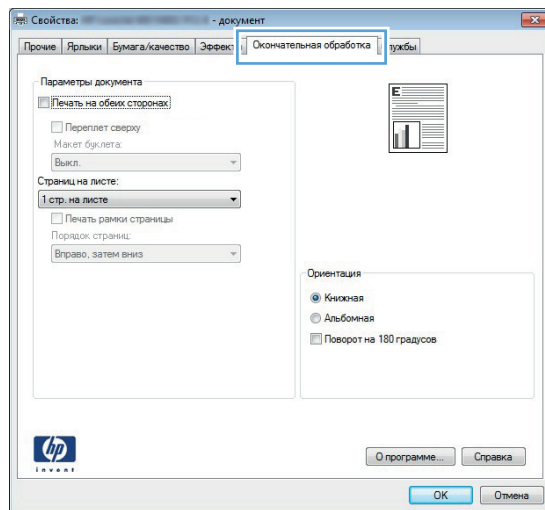 Свойства: - документ
Прочие Ярлыки Бумага/качество Эффект Окончательная обработка ужбы
Параметры документа
Печать на обеих сторонах
Переплет сверху
Макет буклета:
Выкл.
Страниц на листе:
1 стр. на листе
Печать рамки страницы
Порядок страниц:
Вправо, затем вниз
E
Ориентация
Книжная
Альбомная
Поворот на 180 градусов
hp
invent
О программе... Справка
OK Отмена